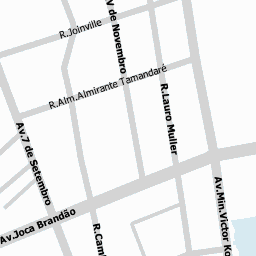 R.Joinville
V de Novembro
R.Alm.Almirante Tamandaré
R.Lauro Muller
Av.7 de Setembro
Av.Joca Brandão
R.Cam
Av.Min.Victor Ko